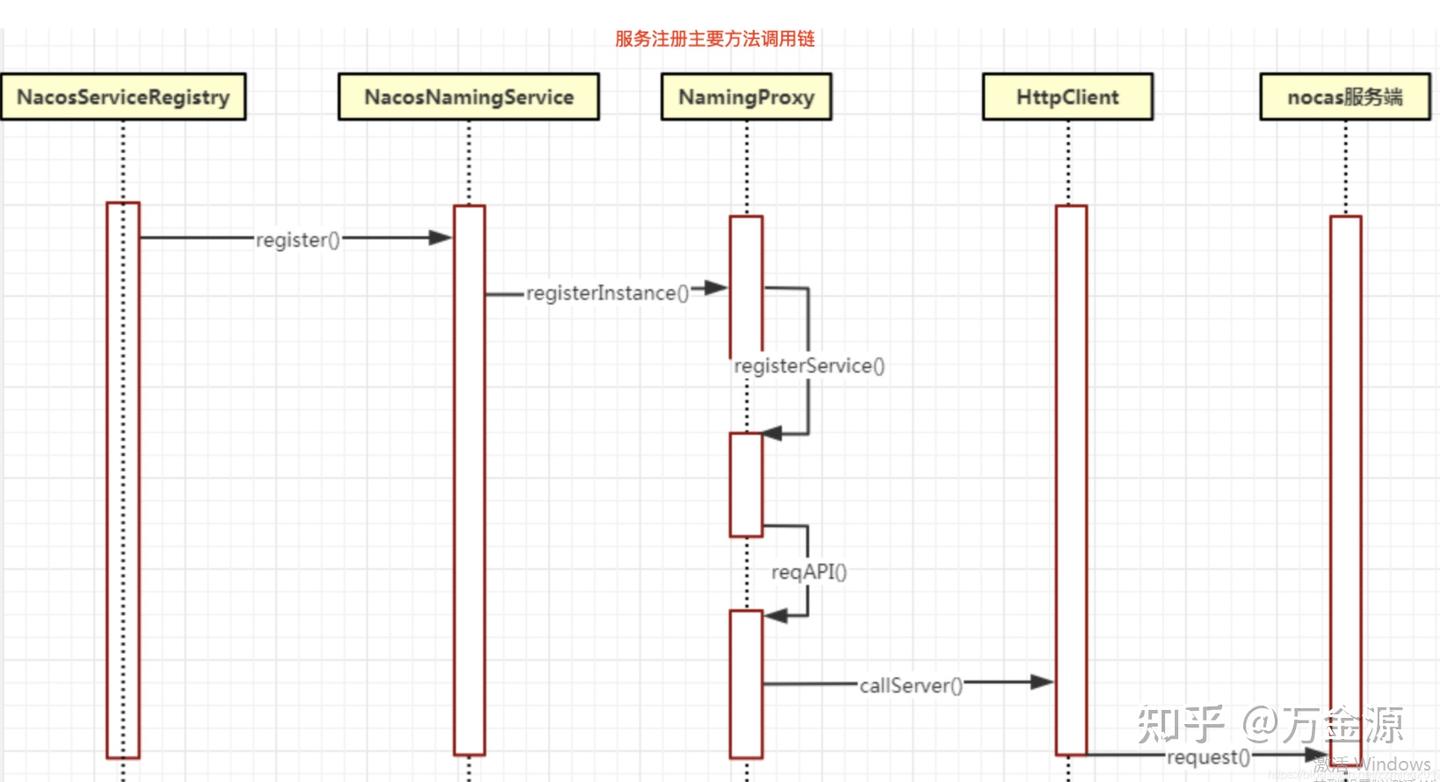 服务注册主要方法调用链
NacosServiceRegistry
NacosNamingService
NamingProxy
HttpClient
nocas服务端
register()
registerInstance()
registerService()
reqAPI()
callServer()
知乎 @万金源
request()
激活 Windows